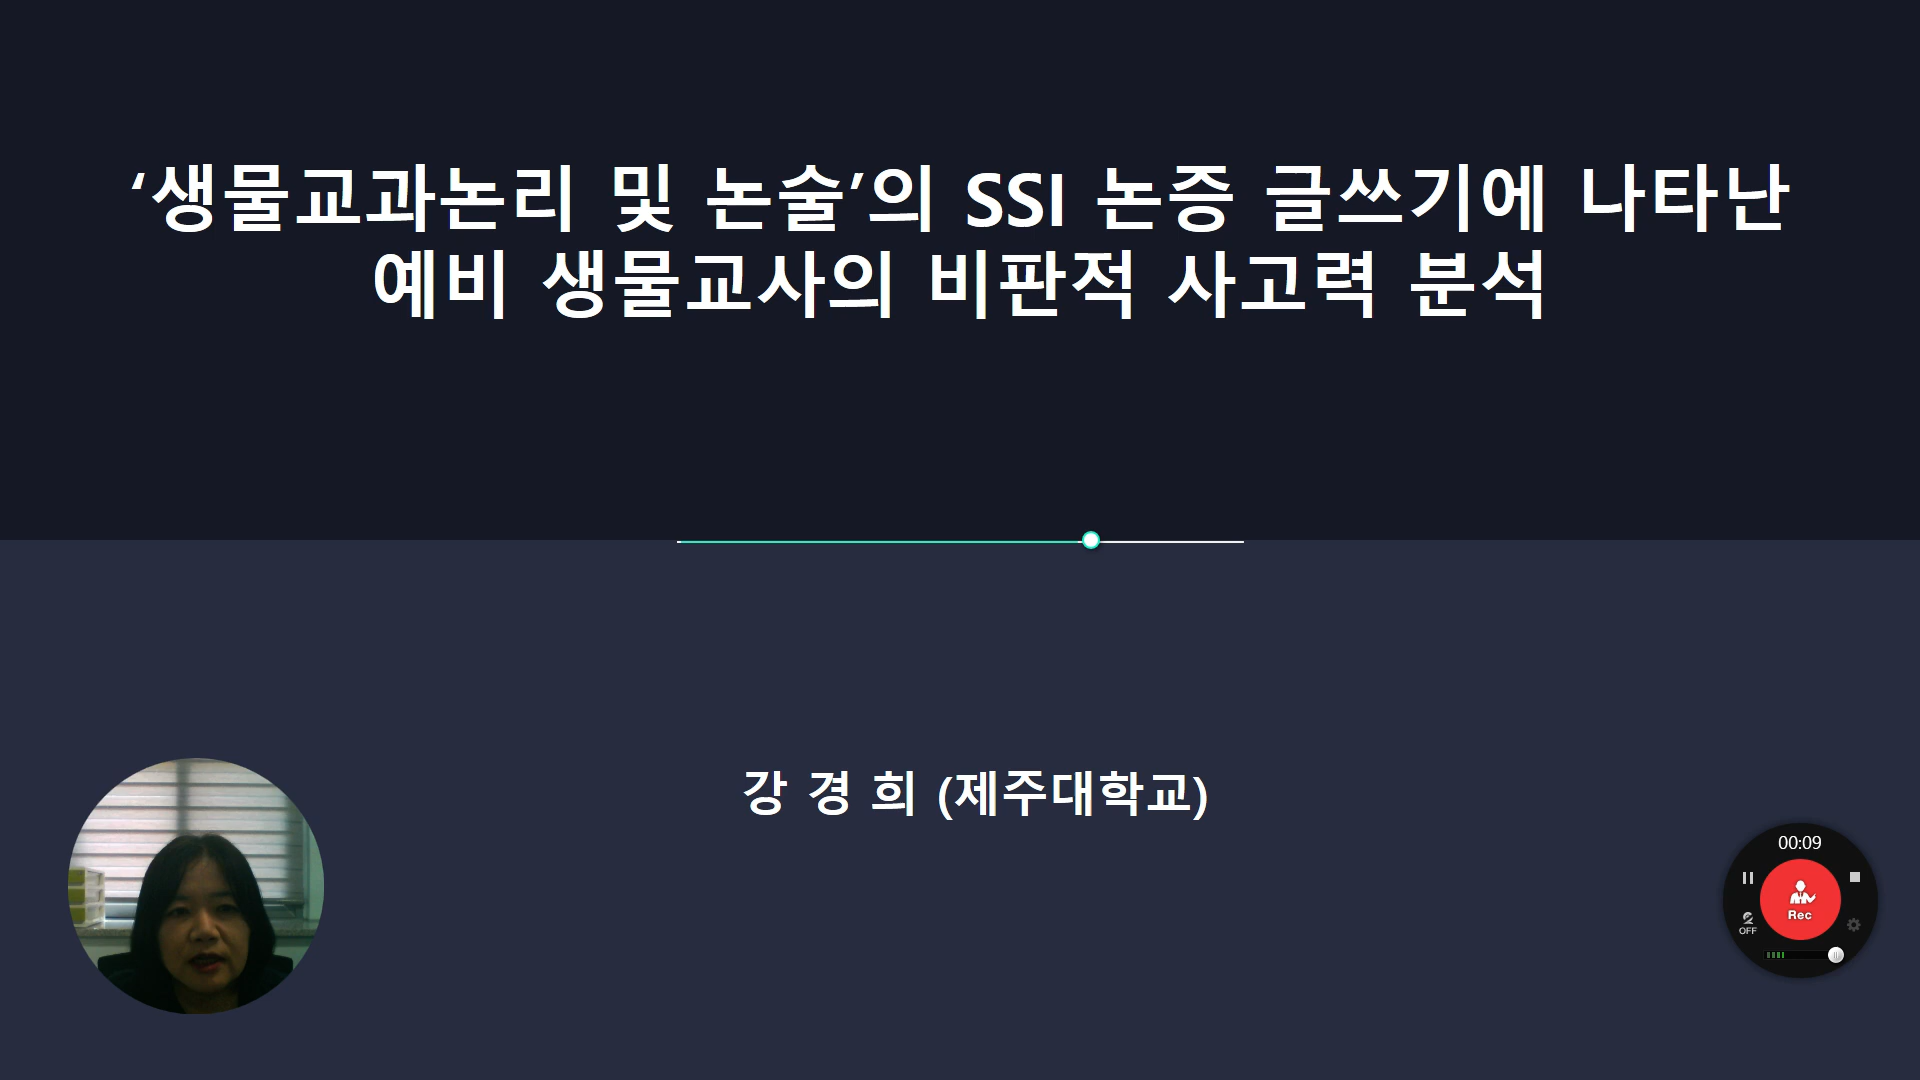 ‘생물교과논리 및 논술’의 SSI 논증 글쓰기에 나타난
예비 생물교사의 비판적 사고력 분석
강 경 희 (제주대학교)
00:09
Rec
OFF